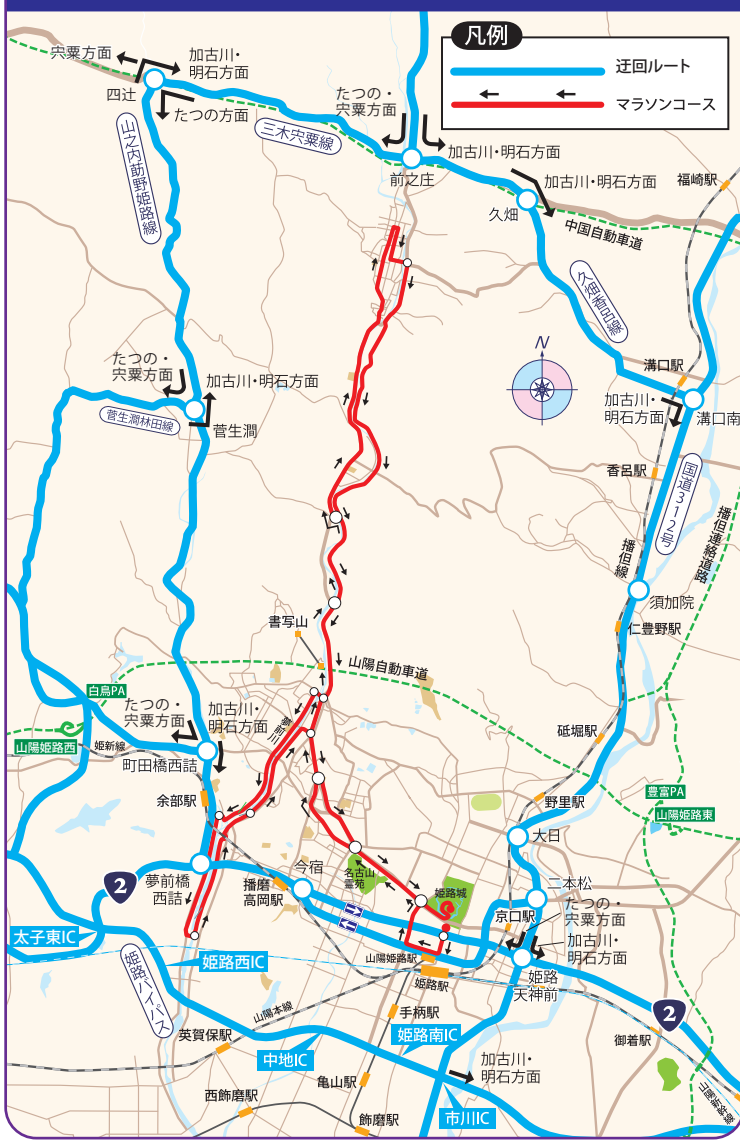 凡例
迂回ルート
マラソンコース
宍粟方面
加古川・
明石方面
四辻
たつの方面
山之内莇野姫路線
三木宍粟線
たつの・
宍粟方面
加古川・明石方面
前之庄
加古川・明石方面
久畑
福崎駅
中国自動車道
久畑香呂線
N
溝口駅
加古川・
明石方面
溝口南
たつの・
宍粟方面
加古川・明石方面
菅生澗林田線
菅生澗
香呂駅
国道312号
播但連絡道路
播但線
須加院
仁豊野駅
書写山
山陽自動車道
白鳥PA
たつの・
宍粟方面
加古川・
明石方面
夢前川
山陽姫路西
姫新線
町田橋西詰
砥堀駅
余部駅
野里駅
豊富PA
山陽姫路東
大日
2
夢前橋
西詰
播磨
高岡駅
今宿
名古山
霊苑
姫路城
二本松
京口駅
たつの・
宍粟方面
加古川・
明石方面
太子東IC
姫路西IC
山陽姫路駅
姫路駅
姫路
天神前
姫路バイパス
山陽本線
手柄駅
2
英賀保駅
姫路南IC
御着駅
中地IC
加古川・
明石方面
亀山駅
西飾磨駅
市川IC
飾磨駅
山陽新幹線